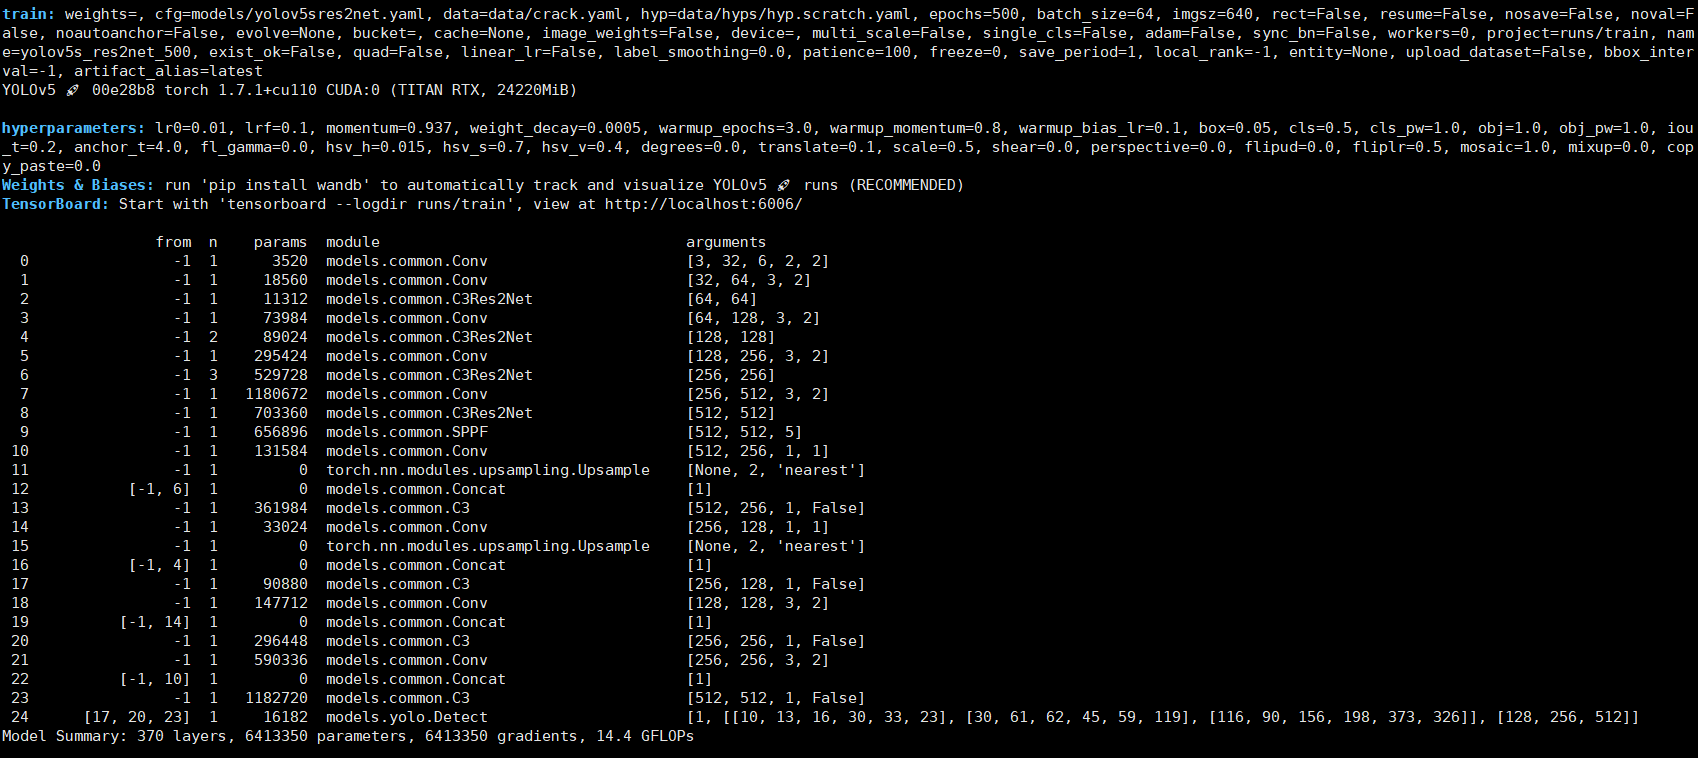 train: weights=, cfg=models/yolov5sres2net.yaml, data=data/crack.yaml, hyp=data/hyps/hyp.scratch.yaml, epochs=500, batch_size=64, imgsz=640, rect=False, resume=False, nosave=False, noval=F
alse, noautoanchor=False, evolve=None, bucket=, cache=None, image_weights=False, device=, multi_scale=False, single_cls=False, adam=False, sync_bn=False, workers=0, project=runs/train, nam
e=yolov5s_res2net_500, exist_ok=False, quad=False, linear_lr=False, label_smoothing=0.0, patience=100, freeze=0, save_period=1, local_rank=-1, entity=None, upload_dataset=False, bbox_inter
val=-1, artifact_alias=latest
YOLOv5 🚀 00e28b8 torch 1.7.1+cu110 CUDA:0 (TITAN RTX, 24220MiB)
hyperparameters: lr0=0.01, lrf=0.1, momentum=0.937, weight_decay=0.0005, warmup_epochs=3.0, warmup_momentum=0.8, warmup_bias_lr=0.1, box=0.05, cls=0.5, cls_pw=1.0, obj=1.0, obj_pw=1.0, iou
_t=0.2, anchor_t=4.0, fl_gamma=0.0, hsv_h=0.015, hsv_s=0.7, hsv_v=0.4, degrees=0.0, translate=0.1, scale=0.5, shear=0.0, perspective=0.0, flipud=0.0, fliplr=0.5, mosaic=1.0, mixup=0.0, cop
y_paste=0.0
Weights & Biases: run 'pip install wandb' to automatically track and visualize YOLOv5 🚀 runs (RECOMMENDED)
TensorBoard: Start with 'tensorboard --logdir runs/train', view at http://localhost:6006/
from n params module arguments
0 -1 1 3520 models.common.Conv [3, 32, 6, 2, 2]
1 -1 1 18560 models.common.Conv [32, 64, 3, 2]
2 -1 1 11312 models.common.C3Res2Net [64, 64]
3 -1 1 73984 models.common.Conv [64, 128, 3, 2]
4 -1 2 89024 models.common.C3Res2Net [128, 128]
5 -1 1 295424 models.common.Conv [128, 256, 3, 2]
6 -1 3 529728 models.common.C3Res2Net [256, 256]
7 -1 1 1180672 models.common.Conv [256, 512, 3, 2]
8 -1 1 703360 models.common.C3Res2Net [512, 512]
9 -1 1 656896 models.common.SPPF [512, 512, 5]
10 -1 1 131584 models.common.Conv [512, 256, 1, 1]
11 -1 1 0 torch.nn.modules.upsampling.Upsample [None, 2, 'nearest']
12 [-1, 6] 1 0 models.common.Concat [1]
13 -1 1 361984 models.common.C3 [512, 256, 1, False]
14 -1 1 33024 models.common.Conv [256, 128, 1, 1]
15 -1 1 0 torch.nn.modules.upsampling.Upsample [None, 2, 'nearest']
16 [-1, 4] 1 0 models.common.Concat [1]
17 -1 1 90880 models.common.C3 [256, 128, 1, False]
18 -1 1 147712 models.common.Conv [128, 128, 3, 2]
19 [-1, 14] 1 0 models.common.Concat [1]
20 -1 1 296448 models.common.C3 [256, 256, 1, False]
21 -1 1 590336 models.common.Conv [256, 256, 3, 2]
22 [-1, 10] 1 0 models.common.Concat [1]
23 -1 1 1182720 models.common.C3 [512, 512, 1, False]
24 [17, 20, 23] 1 16182 models.yolo.Detect [1, [[10, 13, 16, 30, 33, 23], [30, 61, 62, 45, 59, 119], [116, 90, 156, 198, 373, 326]], [128, 256, 512]]
Model Summary: 370 layers, 6413350 parameters, 6413350 gradients, 14.4 GFLOPs